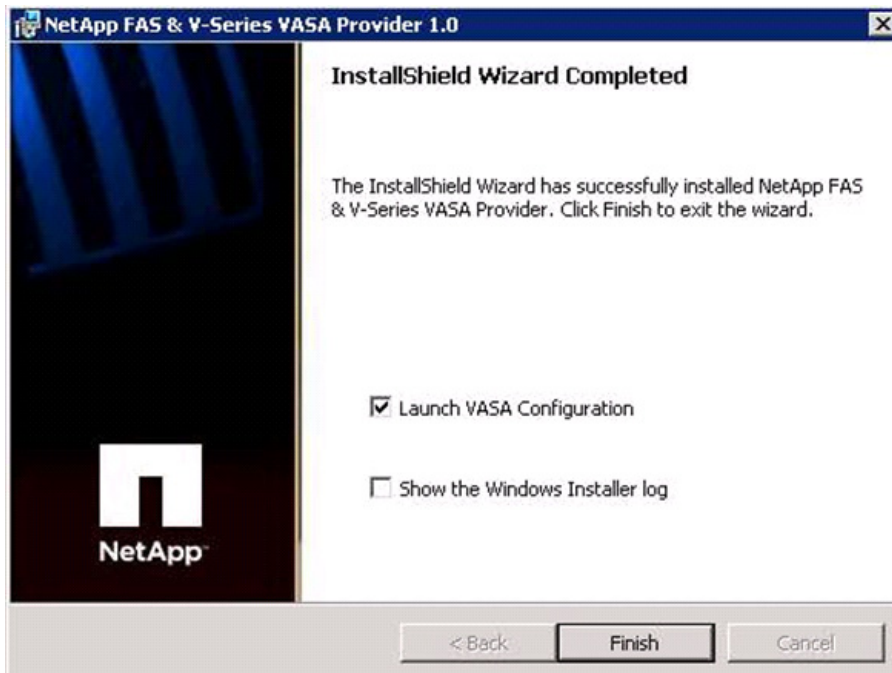 NetApp FAS & V-Series VASA Provider 1.0
InstallShield Wizard Completed
The InstallShield Wizard has successfully installed NetApp FAS
& V-Series VASA Provider. Click Finish to exit the wizard.
Launch VASA Configuration
Show the Windows Installer log
NetApp™
< Back
Finish
Cancel